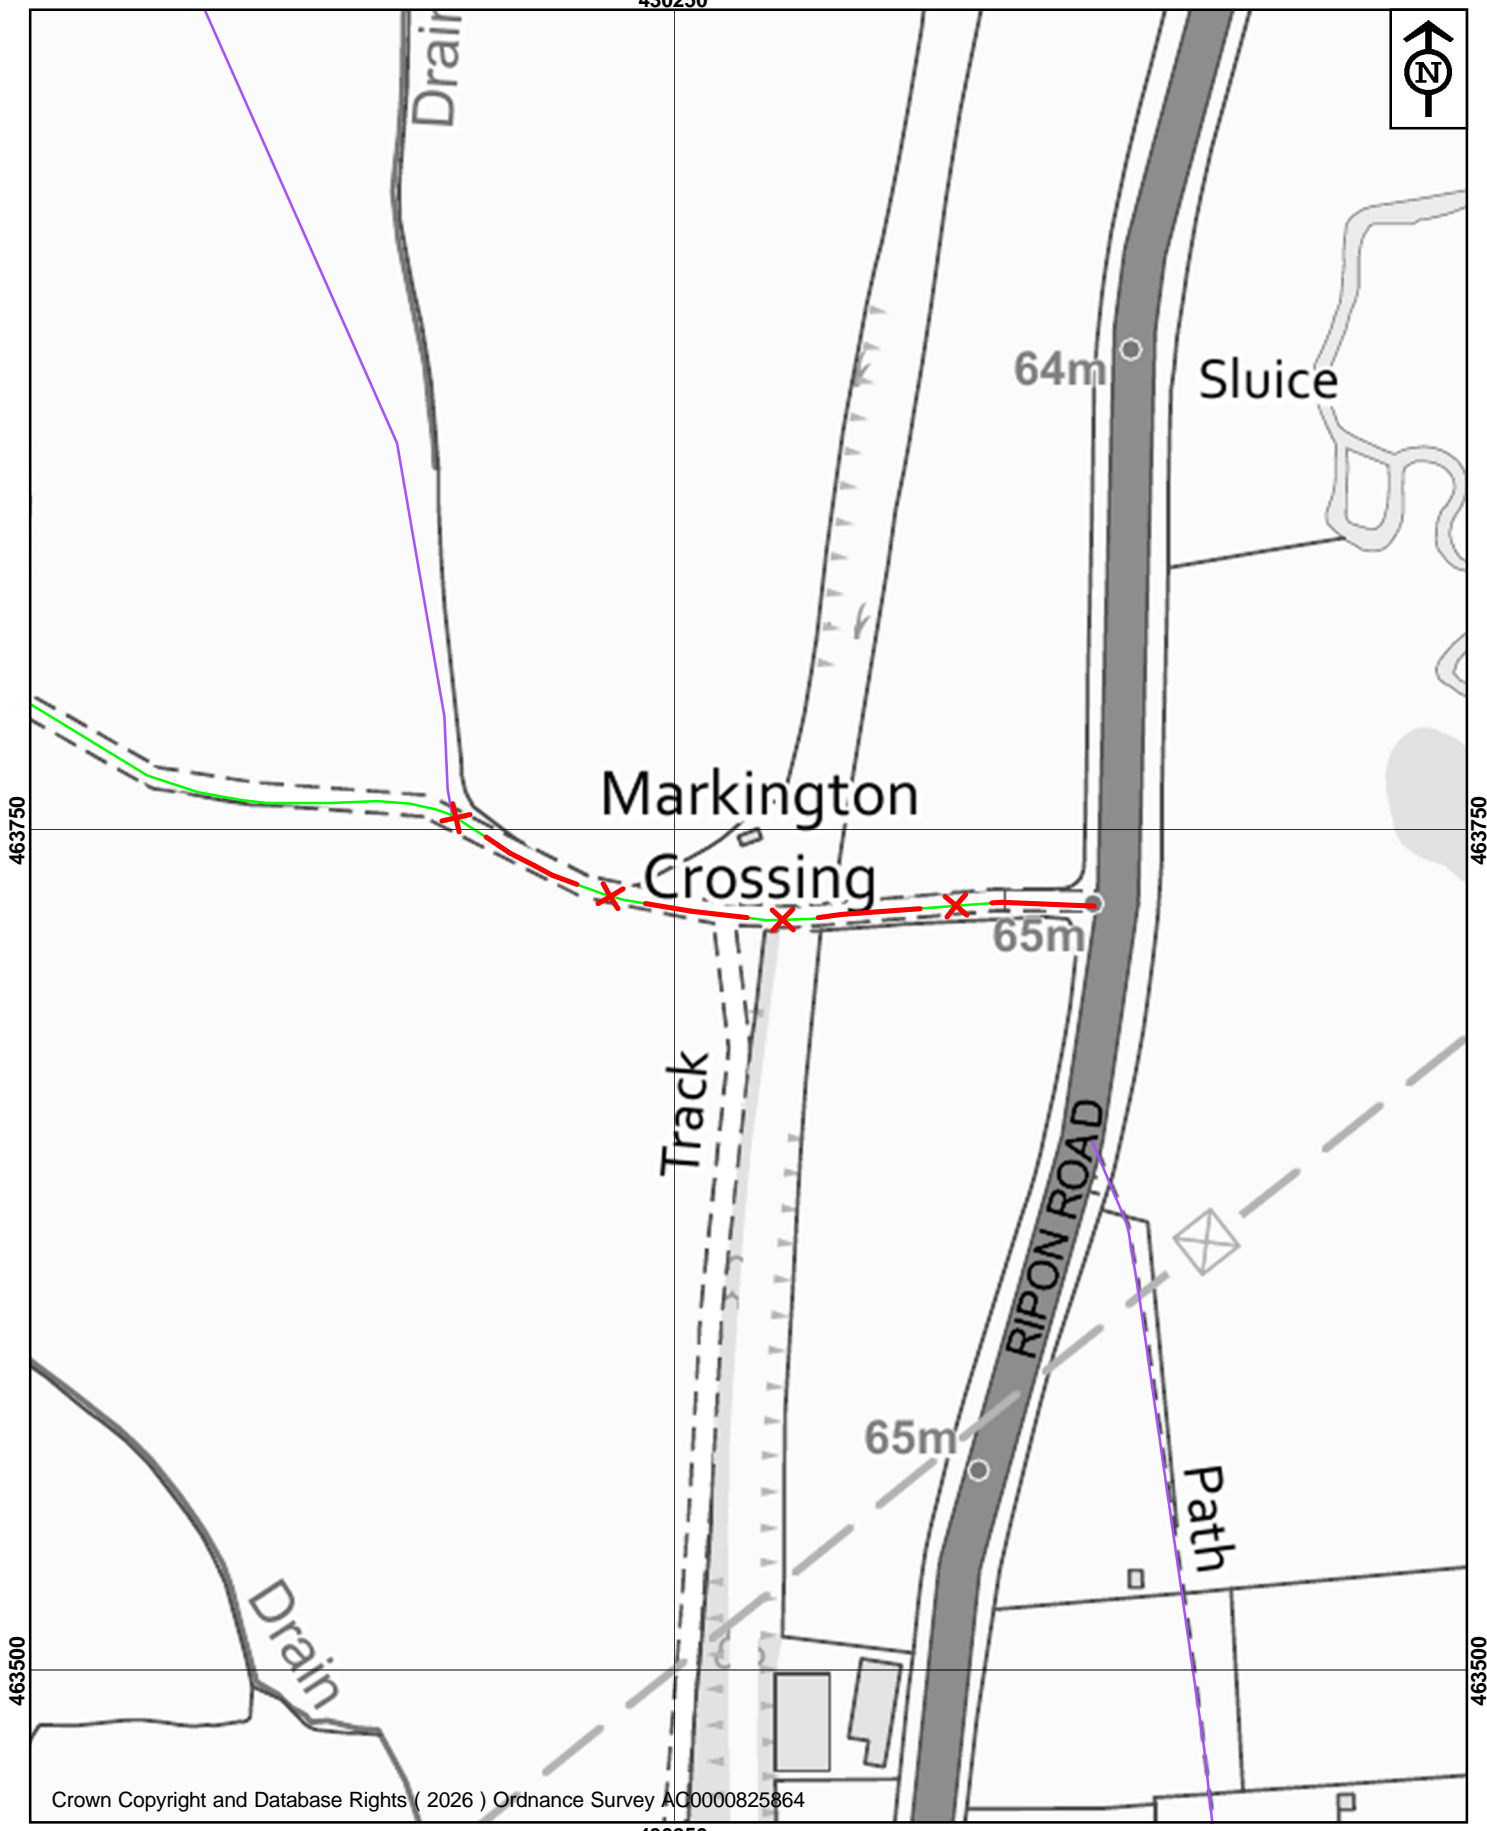 430250
N
Drain
64m
Sluice
Markington
463750
463750
Crossing
65m
Track
RIPON ROAD
65m
Path
Drain
463500
463500
Crown Copyright and Database Rights ( 2026 ) Ordnance Survey AC0000825864